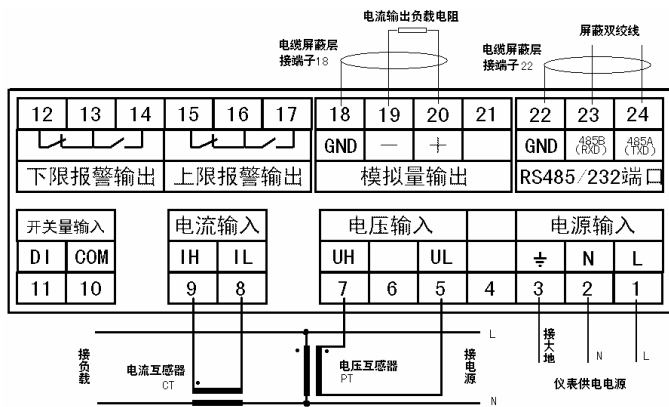 电流输出负载电阻
电缆屏蔽层
接端子18
电缆屏蔽层
接端子22
屏蔽双绞线
12 13 14 15 16 17 18 19 20 21 22 23 24
GND — + GND 485B 485A
(RXD) (TXD)
下限报警输出 上限报警输出 模拟量输出 RS485/232端口
开关量输入 电流输入 电压输入 电源输入
DI COM IH IL UH UL ⏚ N L
11 10 9 8 7 6 5 4 3 2 1
接负载
电流互感器
CT
电压互感器
PT
接电源
L
N
接大地
N
L
仪表供电电源